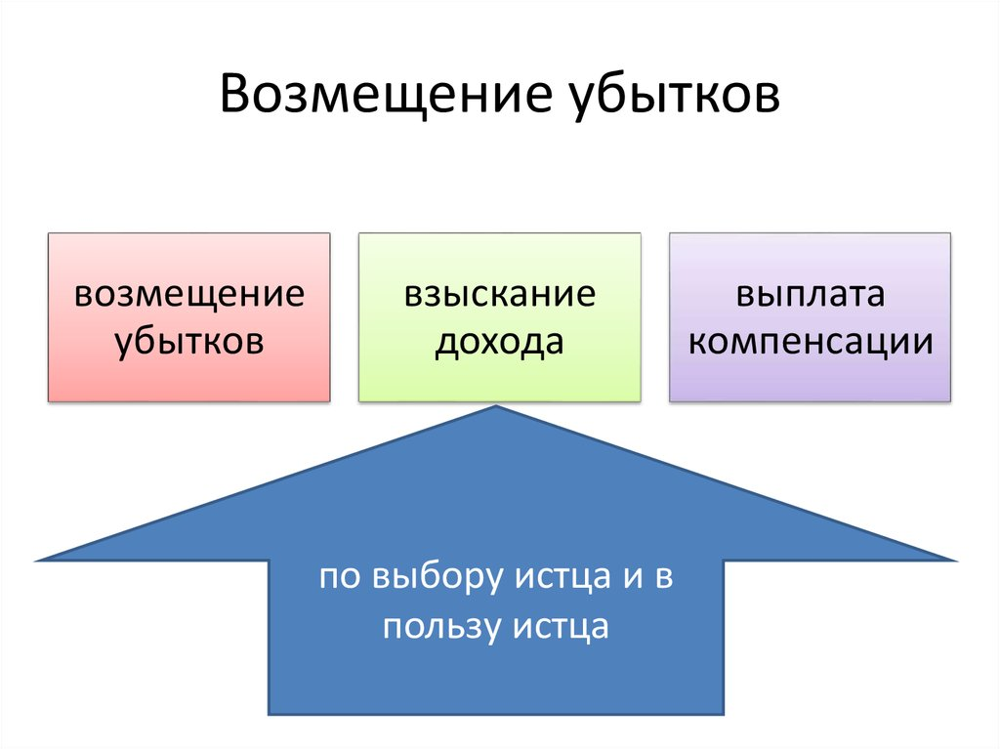 Возмещение убытков
возмещение
убытков
взыскание
дохода
выплата
компенсации
по выбору истца и в
пользу истца